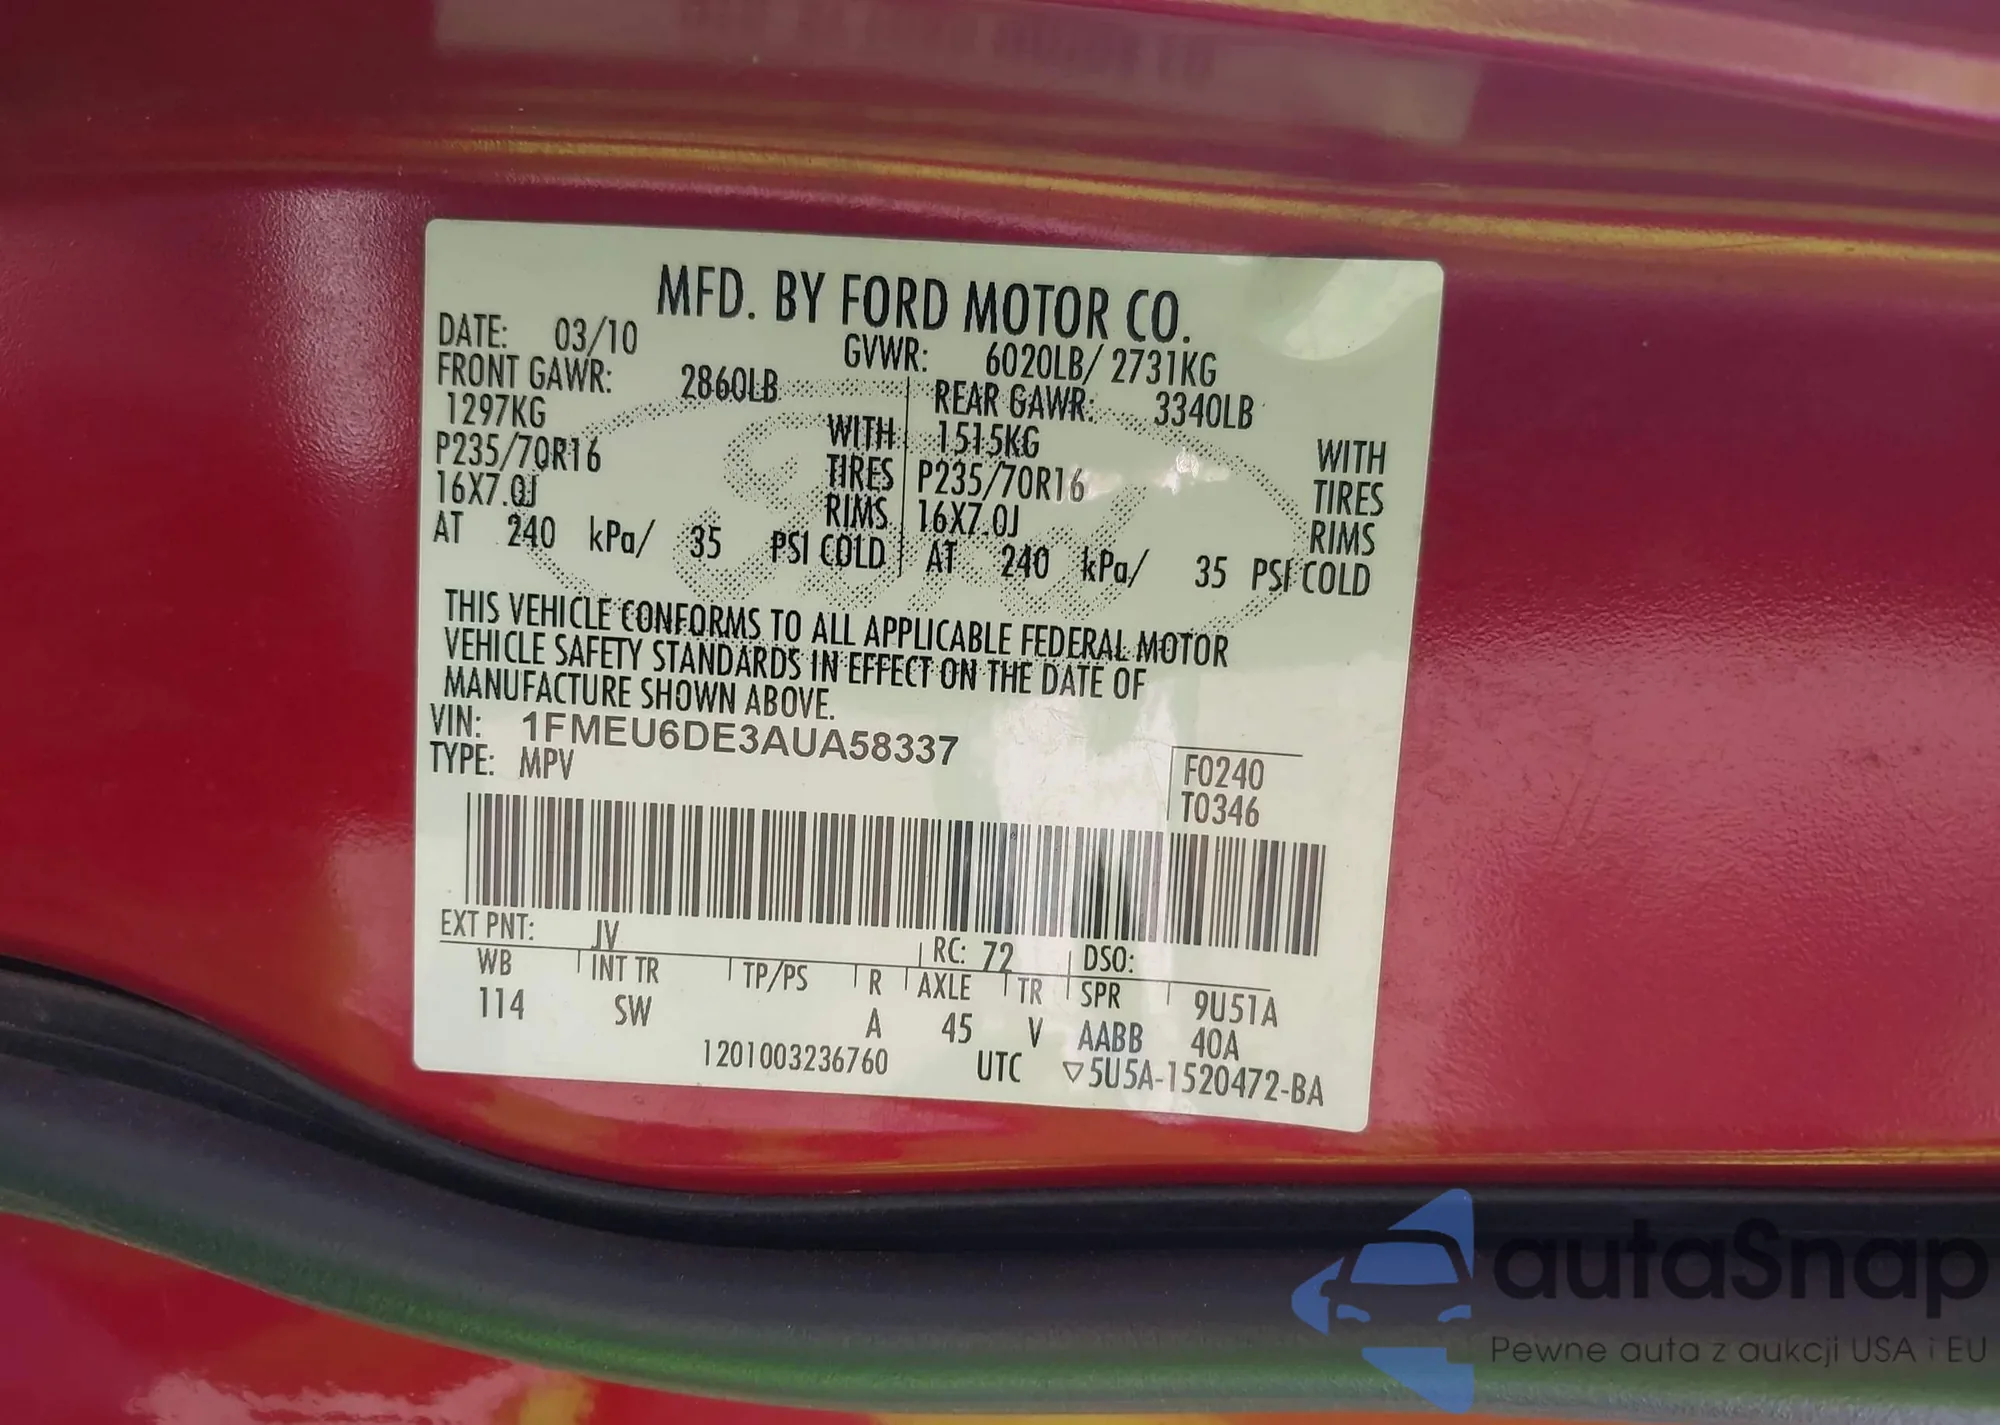 MFD. BY FORD MOTOR CO.
DATE: 03/10 GVWR: 6020LB/ 2731KG
FRONT GAWR: 2860LB REAR GAWR: 3340LB
1297KG WITH 1515KG WITH
P235/70R16 TIRES P235/70R16 TIRES
16X7.0J RIMS 16X7.0J RIMS
AT 240 kPa/ 35 PSI COLD AT 240 kPa/ 35 PSI COLD
THIS VEHICLE CONFORMS TO ALL APPLICABLE FEDERAL MOTOR
VEHICLE SAFETY STANDARDS IN EFFECT ON THE DATE OF
MANUFACTURE SHOWN ABOVE.
VIN: 1FMEU6DE3AUA58337
TYPE: MPV
F0240
T0346
EXT PNT: JV RC: 72 DSO:
WB INT TR TP/PS R AXLE TR SPR 9U51A
114 SW A 45 V AABB 40A
1201003236760 UTC ▽5U5A-1520472-BA
autoSnap
Pewne auta z aukcji USA i EU